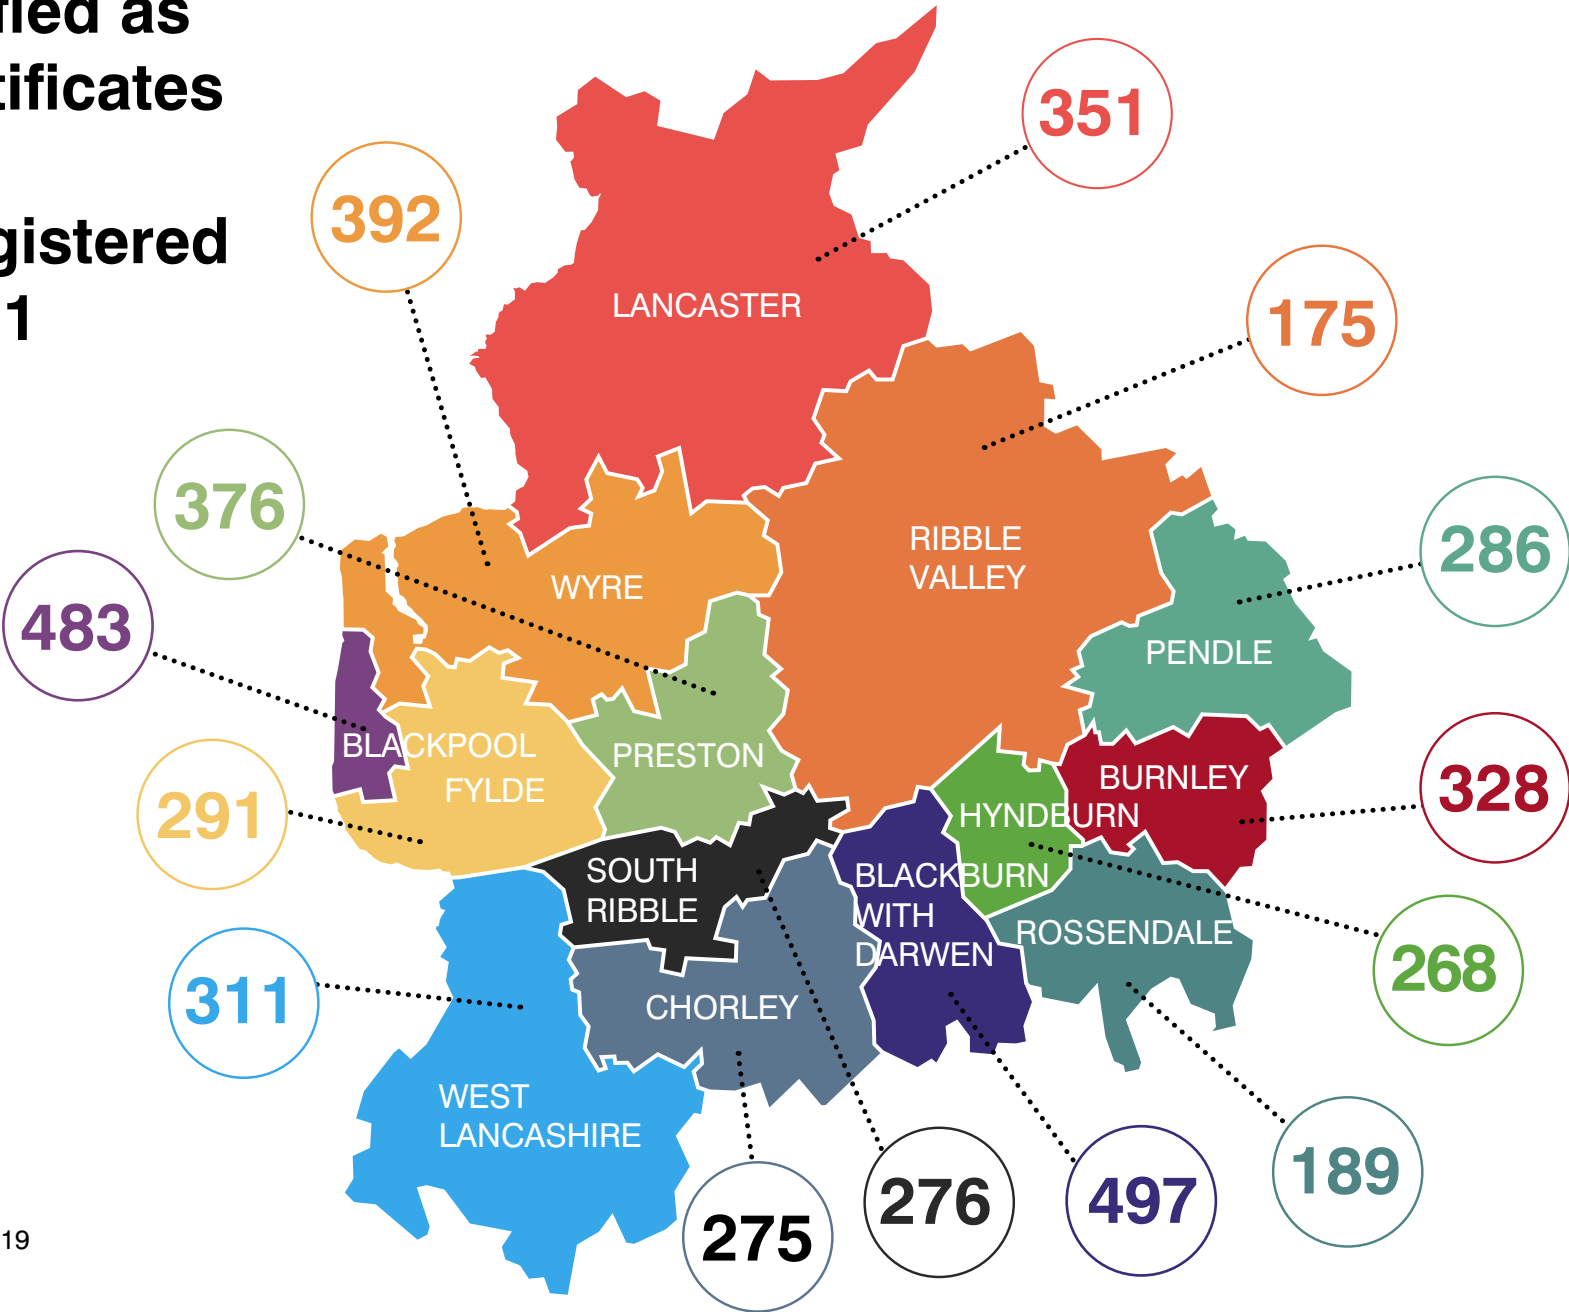 fied as
tificates
gistered
1
351
392
LANCASTER
175
376
RIBBLE
VALLEY
286
WYRE
483
PENDLE
BLACKPOOL
PRESTON
FYLDE
BURNLEY
328
291
HYNDBURN
SOUTH
RIBBLE
BLACKBURN
WITH
DARWEN
ROSSENDALE
268
311
CHORLEY
WEST
LANCASHIRE
189
276
497
275
19